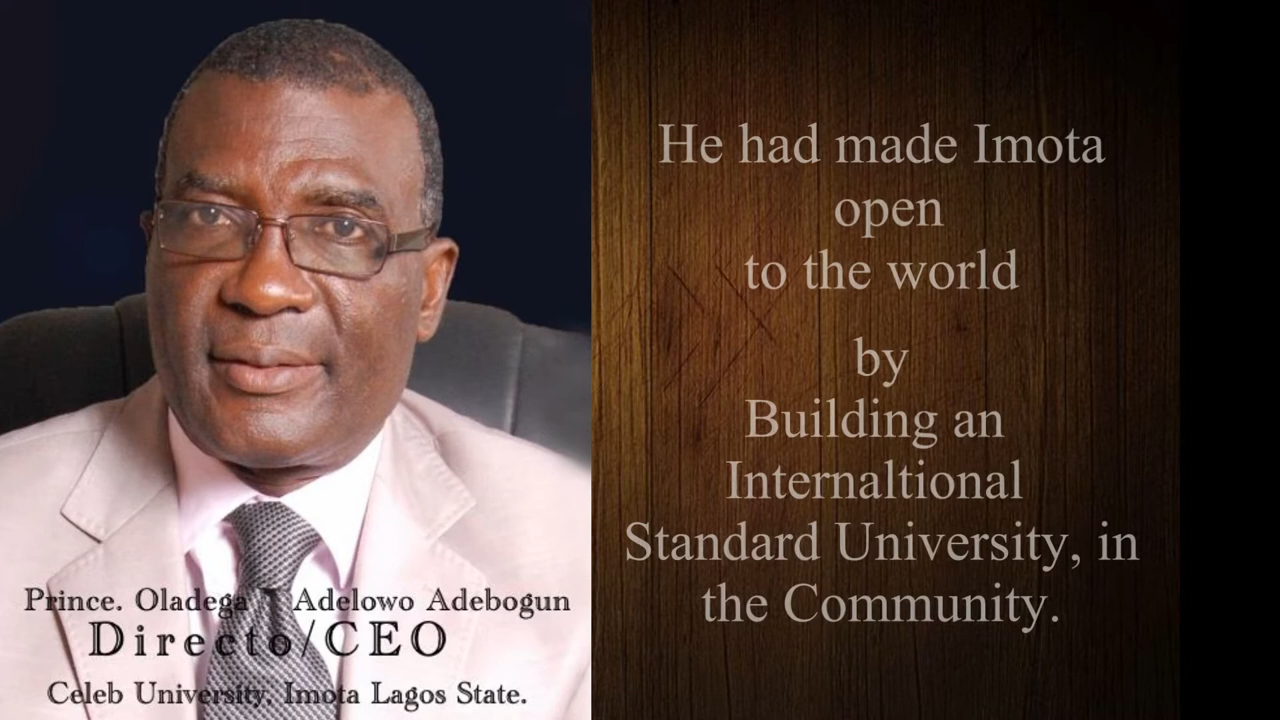 Prince. Oladega T Adelowo Adebogun
Directo/CEO
Celeb University, Imota Lagos State.
He had made Imota
open
to the world
by
Building an
Internaltional
Standard University, in
the Community.